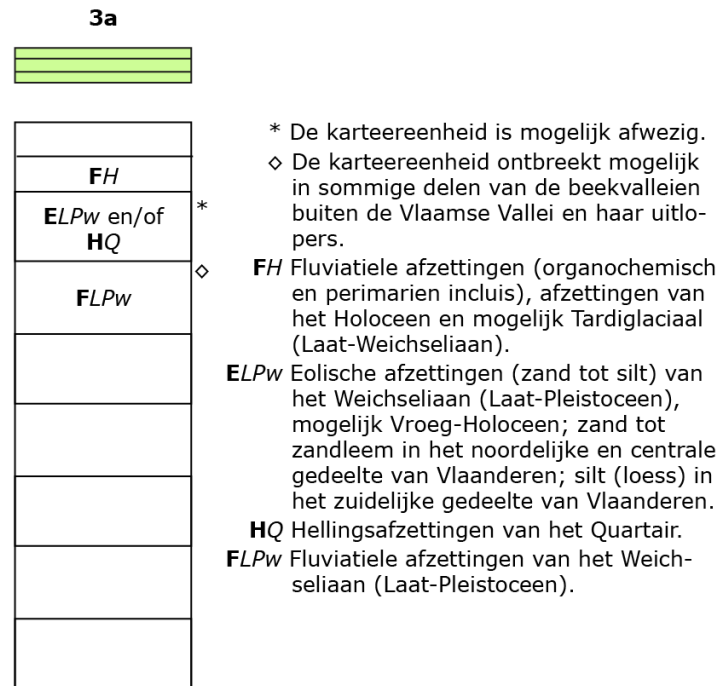 3a
FH
ELPw en/of
HQ
*
FLPw
◇
* De karteereenheid is mogelijk afwezig.
◇ De karteereenheid ontbreekt mogelijk
in sommige delen van de beekvalleien
buiten de Vlaamse Vallei en haar uitlo-
pers.
FH Fluviatiele afzettingen (organochemisch
en perimarien incluis), afzettingen van
het Holoceen en mogelijk Tardiglaciaal
(Laat-Weichseliaan).
ELPw Eolische afzettingen (zand tot silt) van
het Weichseliaan (Laat-Pleistoceen),
mogelijk Vroeg-Holoceen; zand tot
zandleem in het noordelijke en centrale
gedeelte van Vlaanderen; silt (loess) in
het zuidelijke gedeelte van Vlaanderen.
HQ Hellingsafzettingen van het Quartair.
FLPw Fluviatiele afzettingen van het Weich-
seliaan (Laat-Pleistoceen).